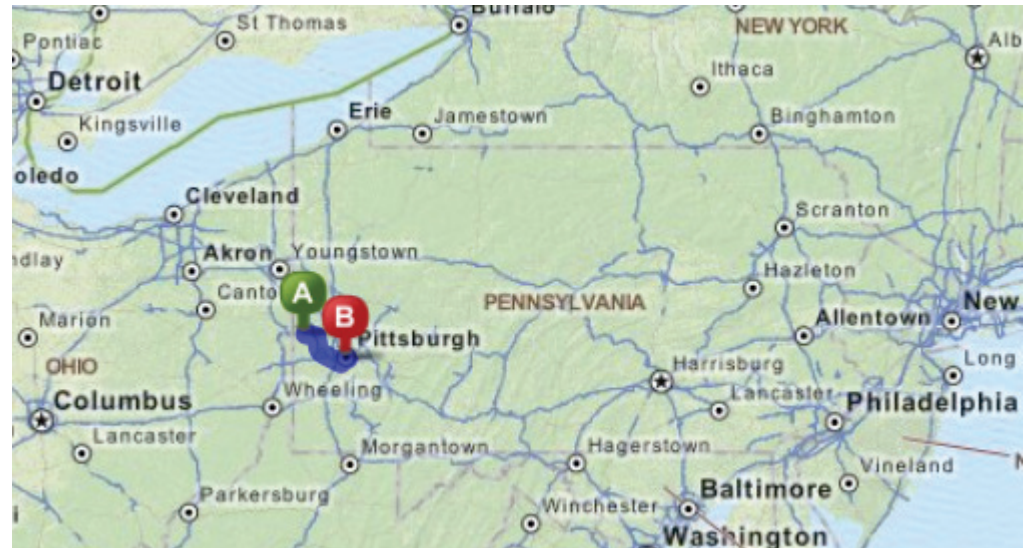 Buffalo
St Thomas
NEW YORK
Pontiac
Alb
Detroit
Ithaca
Erie
Jamestown
Binghamton
Kingsville
oledo
Cleveland
Scranton
Akron
Youngstown
ndlay
Hazleton
Canto
A
PENNSYLVANIA
New
B
Marion
Allentown
Pittsburgh
Long
OHIO
Harrisburg
Wheeling
Lancaster
Columbus
Philadelphia
Lancaster
Morgantown
Hagerstown
N
Vineland
Parkersburg
Baltimore
i
Winchester
Washington